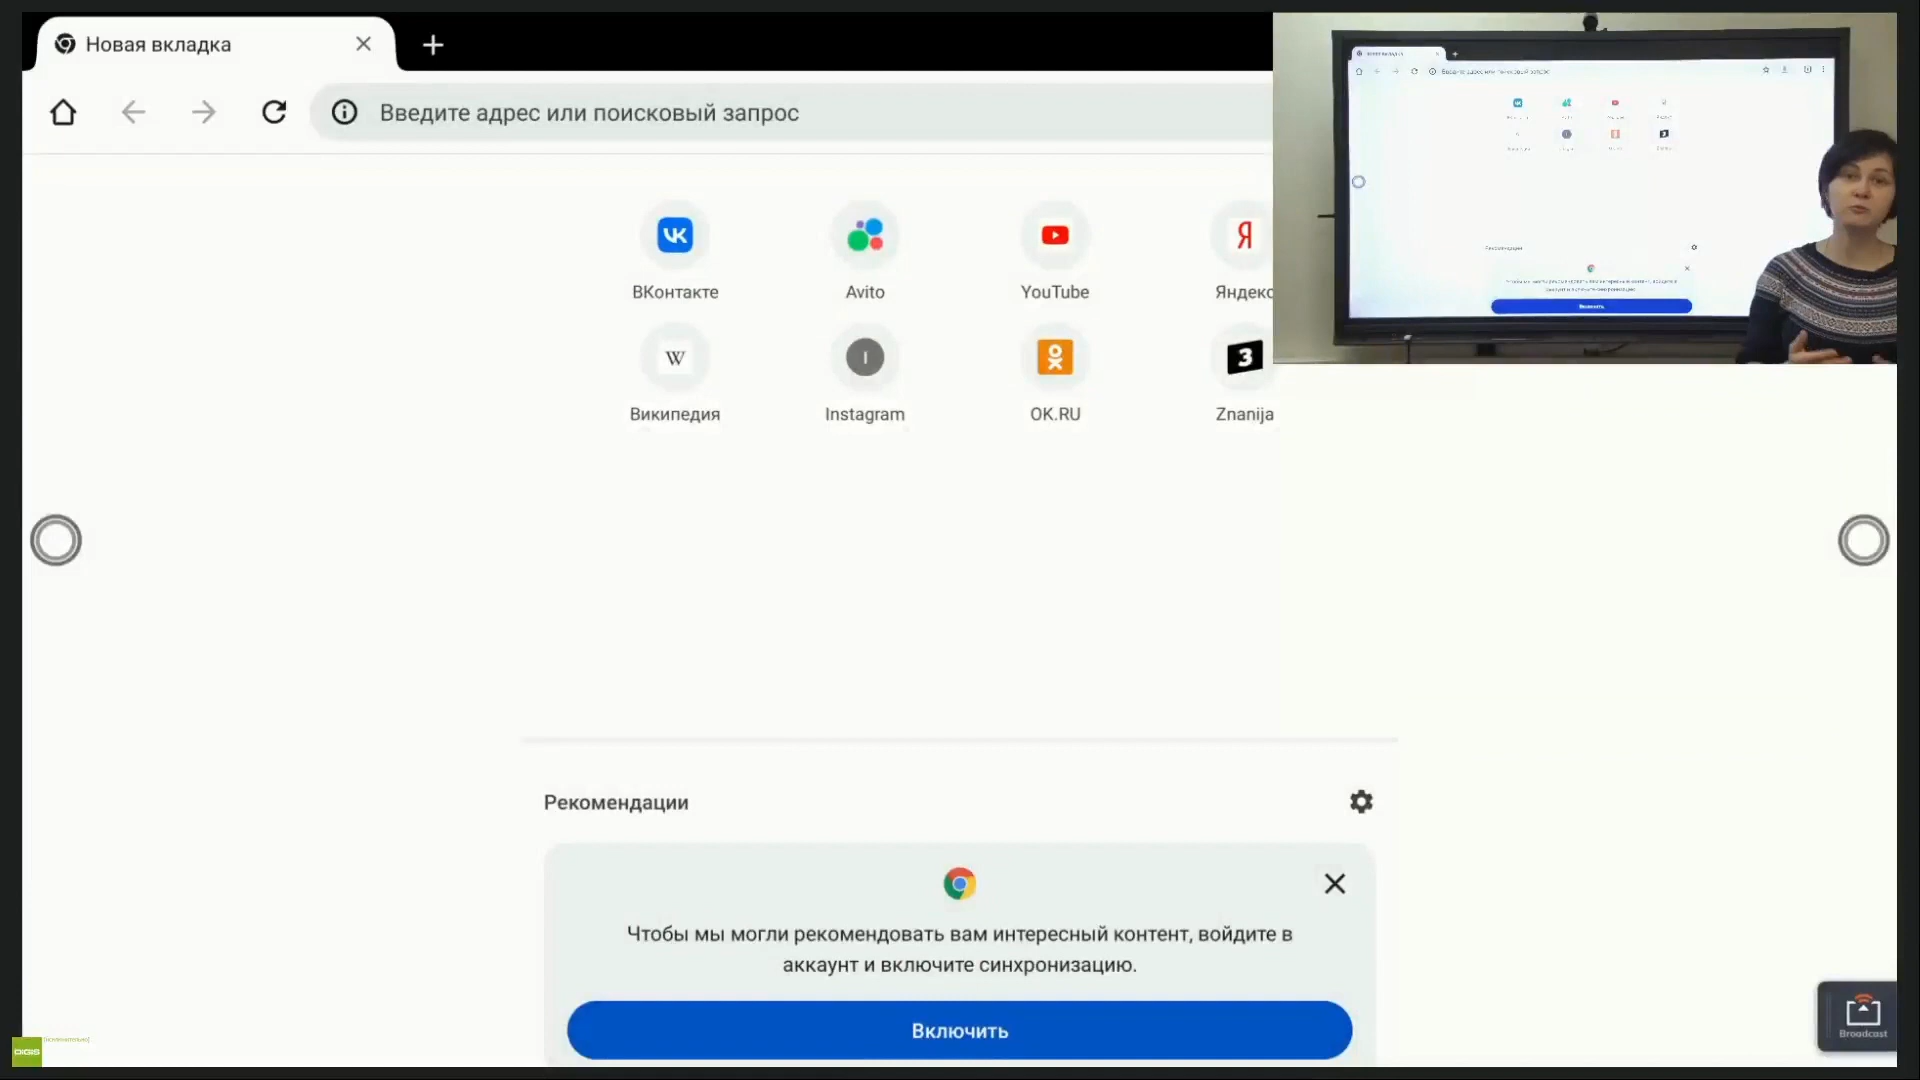 Новая вкладка
Введите адрес или поисковый запрос
ВКонтакте
Avito
YouTube
Яндекс
Википедия
Instagram
OK.RU
Znanija
Рекомендации
Чтобы мы могли рекомендовать вам интересный контент, войдите в
аккаунт и включите синхронизацию.
Включить
Broadcast
DIGIS